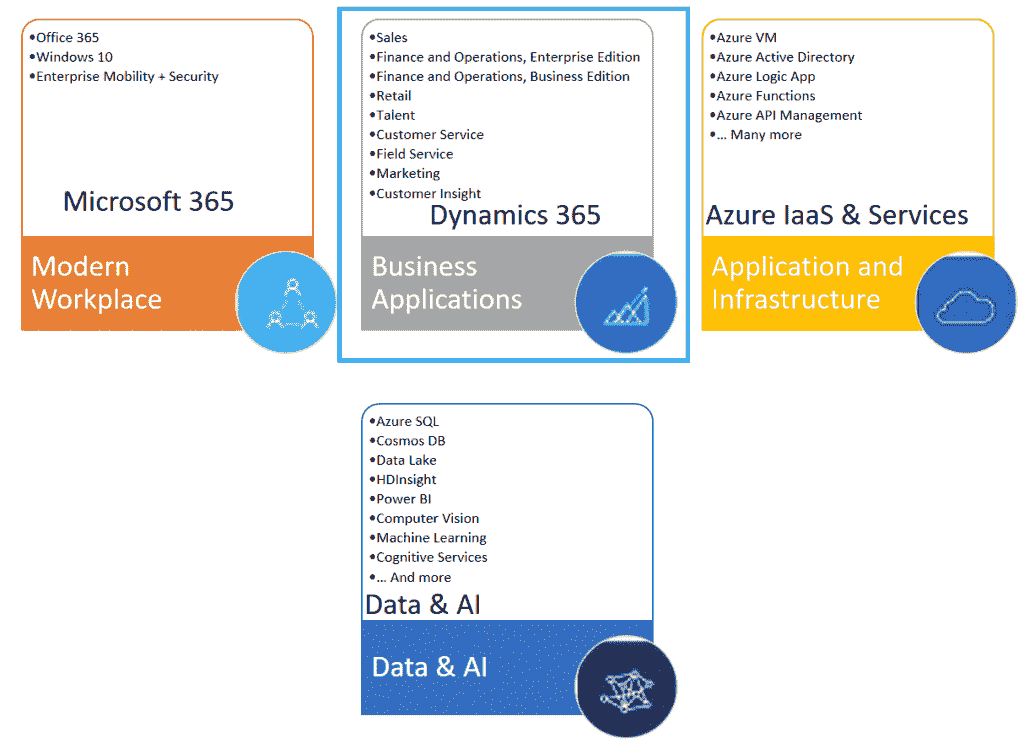 •Office 365
•Windows 10
•Enterprise Mobility + Security
Microsoft 365
Modern
Workplace
•Sales
•Finance and Operations, Enterprise Edition
•Finance and Operations, Business Edition
•Retail
•Talent
•Customer Service
•Field Service
•Marketing
•Customer Insight
Dynamics 365
Business
Applications
•Azure VM
•Azure Active Directory
•Azure Logic App
•Azure Functions
•Azure API Management
•... Many more
Azure IaaS & Services
Application and
Infrastructure
•Azure SQL
•Cosmos DB
•Data Lake
•HDInsight
•Power BI
•Computer Vision
•Machine Learning
•Cognitive Services
•... And more
Data & AI
Data & AI